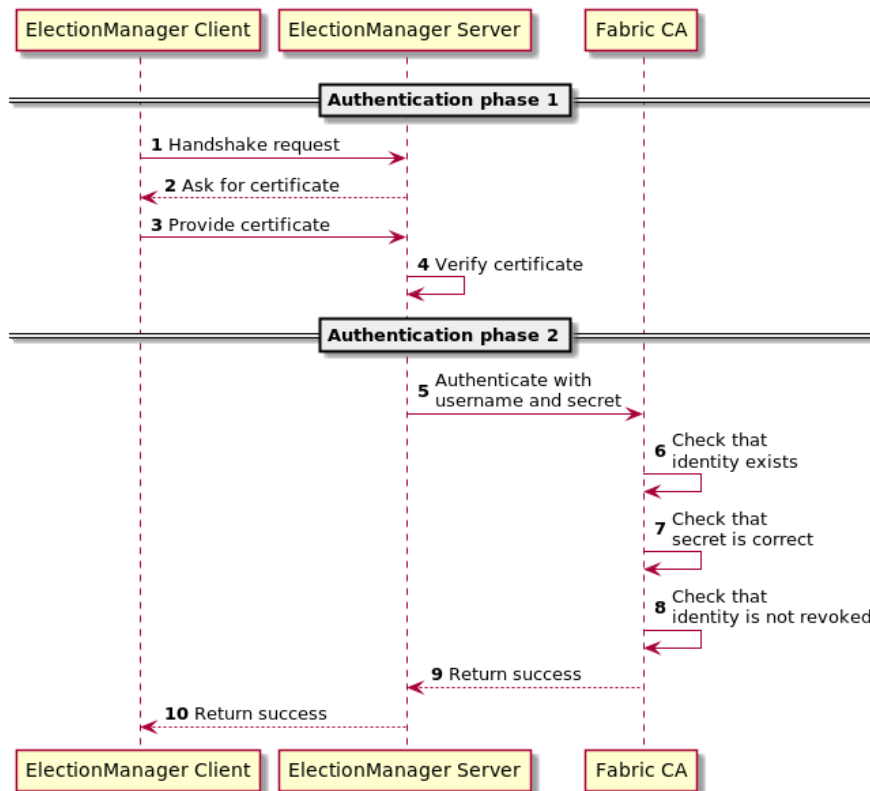 ElectionManager Client
ElectionManager Server
Fabric CA
Authentication phase 1
1 Handshake request
2 Ask for certificate
3 Provide certificate
4 Verify certificate
Authentication phase 2
5 Authenticate with
username and secret
6 Check that
identity exists
7 Check that
secret is correct
8 Check that
identity is not revoked
9 Return success
10 Return success
ElectionManager Client
ElectionManager Server
Fabric CA